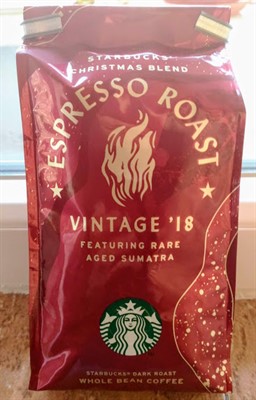 STARBUCKS®
CHRISTMAS BLEND
★ ESPRESSO ROAST ★
VINTAGE '18
FEATURING RARE
AGED SUMATRA
STARBUCKS® DARK ROAST
WHOLE BEAN COFFEE